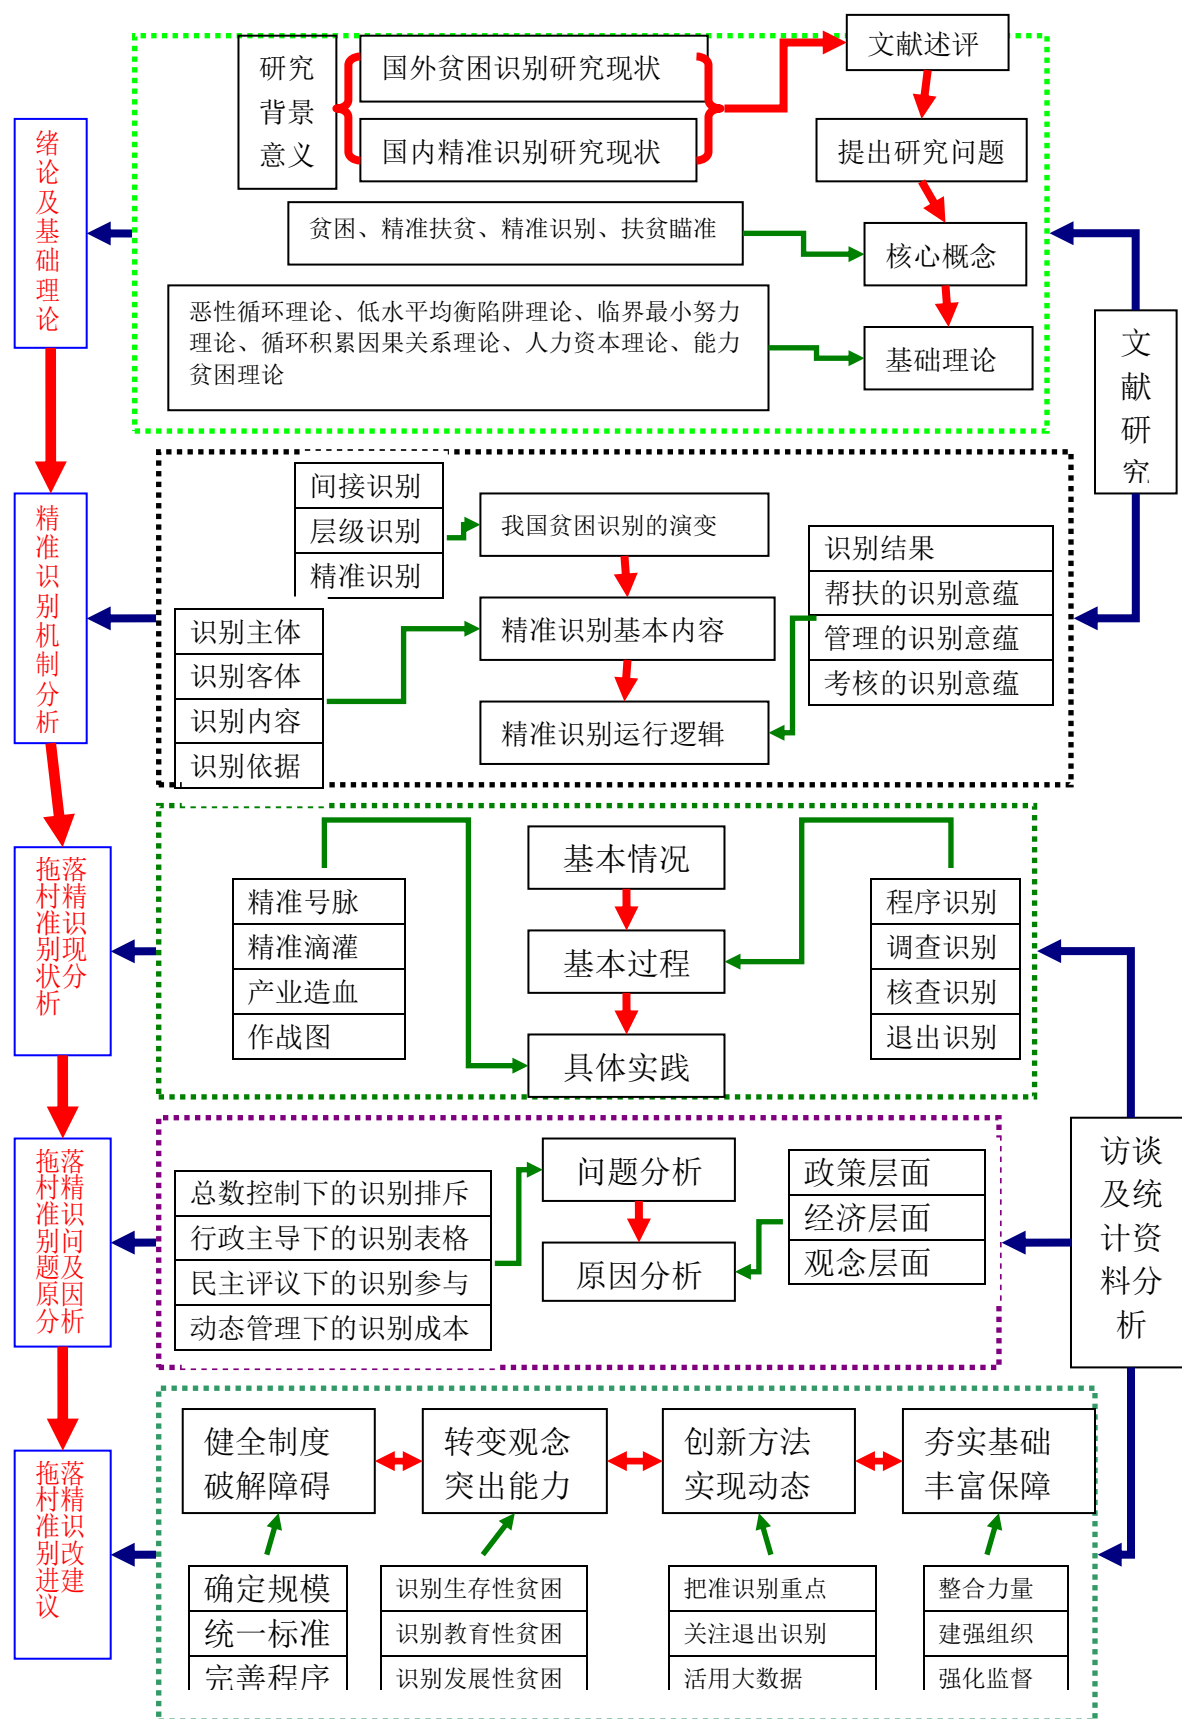 研究
背景
意义
国外贫困识别研究现状
国内精准识别研究现状
文献述评
提出研究问题
贫困、精准扶贫、精准识别、扶贫瞄准
核心概念
恶性循环理论、低水平均衡陷阱理论、临界最小努力
理论、循环积累因果关系理论、人力资本理论、能力
贫困理论
基础理论
绪论及基础理论
文献研究
间接识别
层级识别
精准识别
我国贫困识别的演变
识别结果
帮扶的识别意蕴
管理的识别意蕴
考核的识别意蕴
识别主体
识别客体
识别内容
识别依据
精准识别基本内容
精准识别运行逻辑
精准识别机制分析
基本情况
精准号脉
精准滴灌
产业造血
作战图
基本过程
具体实践
程序识别
调查识别
核查识别
退出识别
拖落
村精
准识
别现
状分
析
问题分析
原因分析
总数控制下的识别排斥
行政主导下的识别表格
民主评议下的识别参与
动态管理下的识别成本
政策层面
经济层面
观念层面
拖落
村精
准识
别问
题及
原因
分析
访谈
及统
计资
料分
析
健全制度
破解障碍
转变观念
突出能力
创新方法
实现动态
夯实基础
丰富保障
确定规模
统一标准
完善程序
识别生存性贫困
识别教育性贫困
识别发展性贫困
把准识别重点
关注退出识别
活用大数据
整合力量
建强组织
强化监督
拖落
村精
准识
别改
进建
议